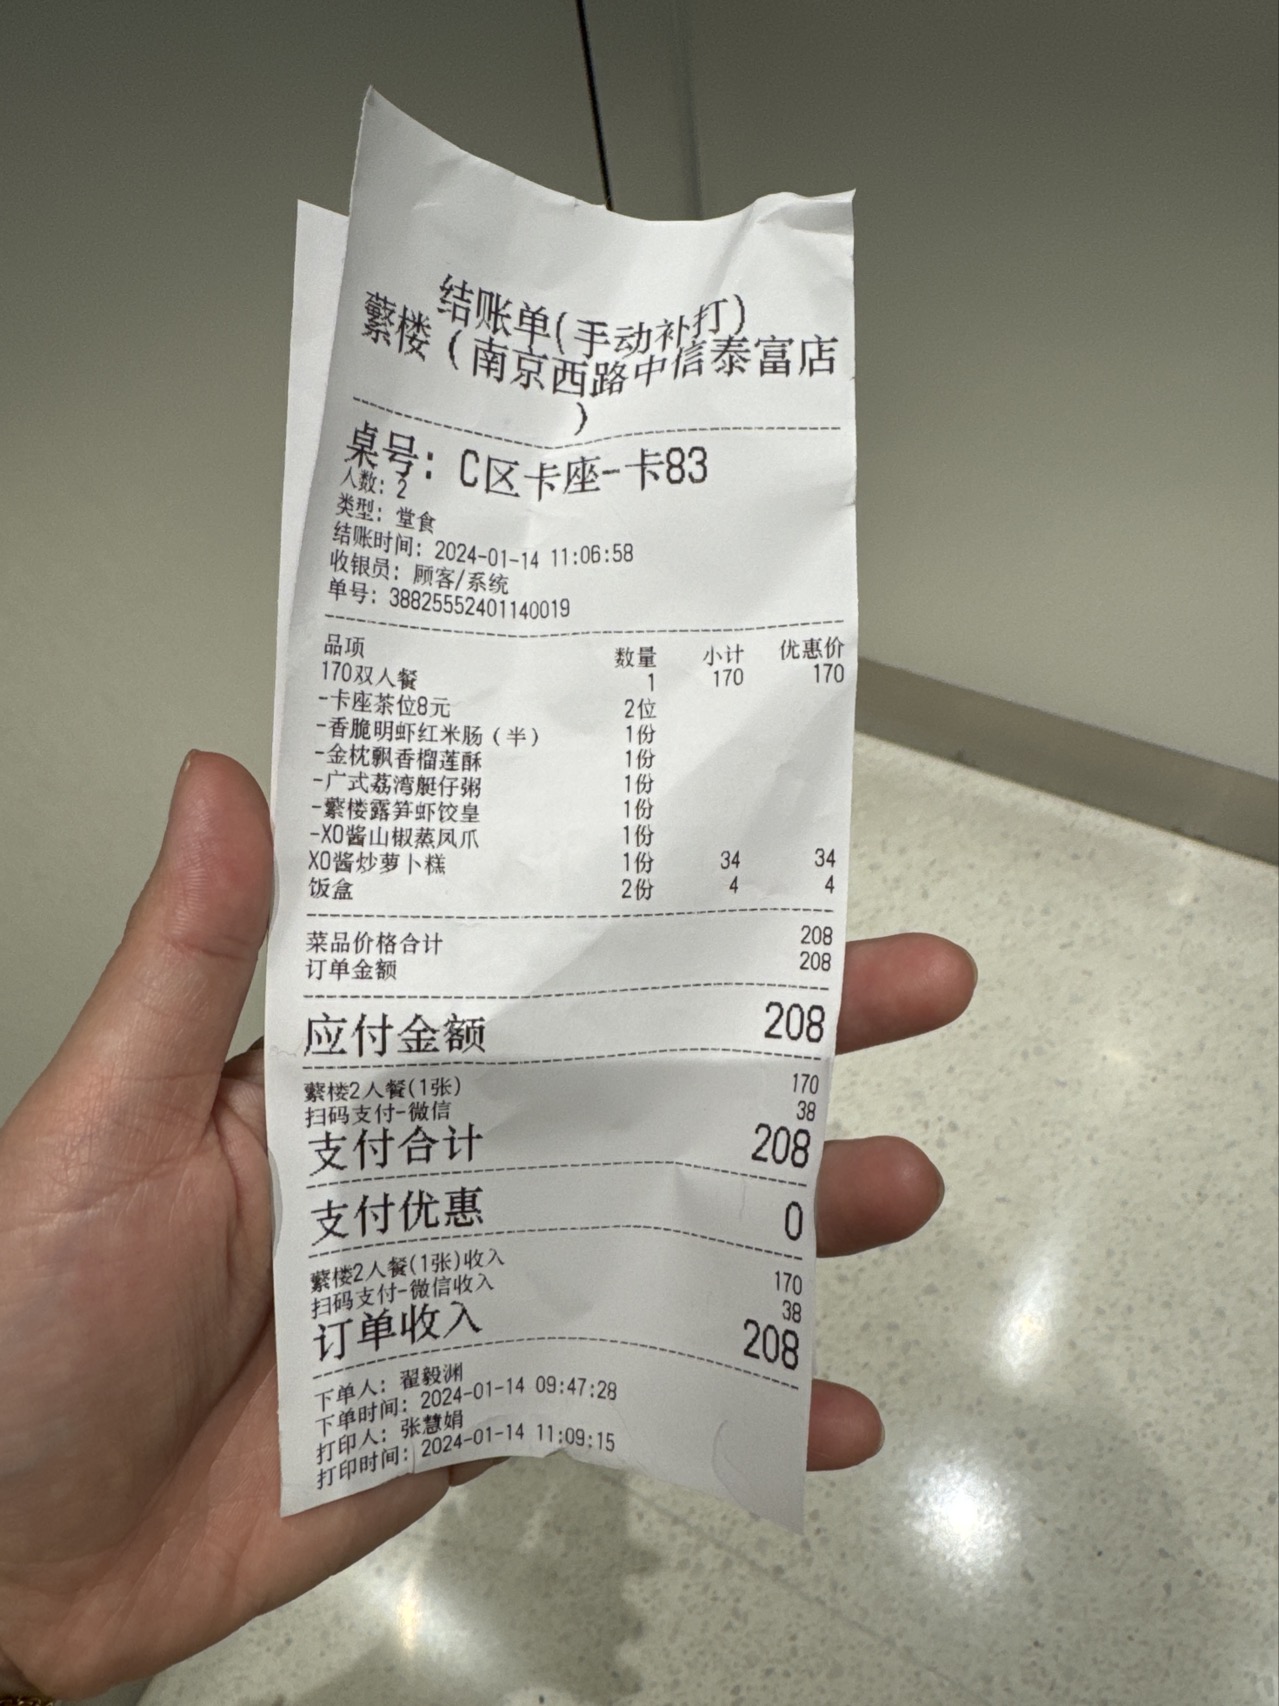 结账单(手动补打)
蘩楼（南京西路中信泰富店
）
桌号: C区卡座-卡83
人数: 2
类型: 堂食
结账时间: 2024-01-14 11:06:58
收银员: 顾客/系统
单号: 38825552401140019
品项 数量 小计 优惠价
170双人餐 1 170 170
-卡座茶位8元 2位
-香脆明虾红米肠（半） 1份
-金枕飘香榴莲酥 1份
-广式荔湾艇仔粥 1份
-蘩楼露笋虾饺皇 1份
-XO酱山椒蒸凤爪 1份
XO酱炒萝卜糕 1份 34 34
饭盒 2份 4 4
菜品价格合计 208
订单金额 208
应付金额 208
蘩楼2人餐(1张) 170
扫码支付-微信 38
支付合计 208
支付优惠 0
蘩楼2人餐(1张)收入 170
扫码支付-微信收入 38
订单收入 208
下单人: 翟毅渊
下单时间: 2024-01-14 09:47:28
打印人: 张慧娟
打印时间: 2024-01-14 11:09:15